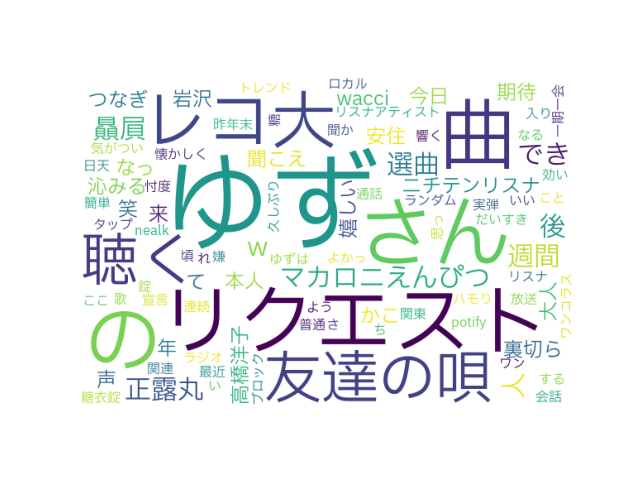 トレンド
ロカル
つなぎ
岩沢
レコ大
wacci
今日
期待
一期一会
贔屓
昨年末
リスナアティスト
曲
入り
気がつい
懐かしく
聞こえ
聞か
安住
響く
選曲
でき
なる
日天
なっ
ゆず
久しぶり
嬉しい
通話
ニチテンリスナ
効い
沁みる
忖度
ランダム
実弾
いい
こと
簡単
笑
来
さん
思っ
だいすき
後
タップ
nealk
聴く
w
頃
れ
嫌
ゆずは
よかっ
週間
て
本人
マカロニえんぴつ
リスナ
大人
ここ
歌
錠
宣言
連続
の
リクエスト
よう
普通さ
ち
かこ
関東
ハモり
放送
potify
ワンコラス
年
ラジオ
高橋洋子
ブロック
友達の唄
裏切ら
声
関連
最近
い
正露丸
ワン
人
する
糖衣錠
会話